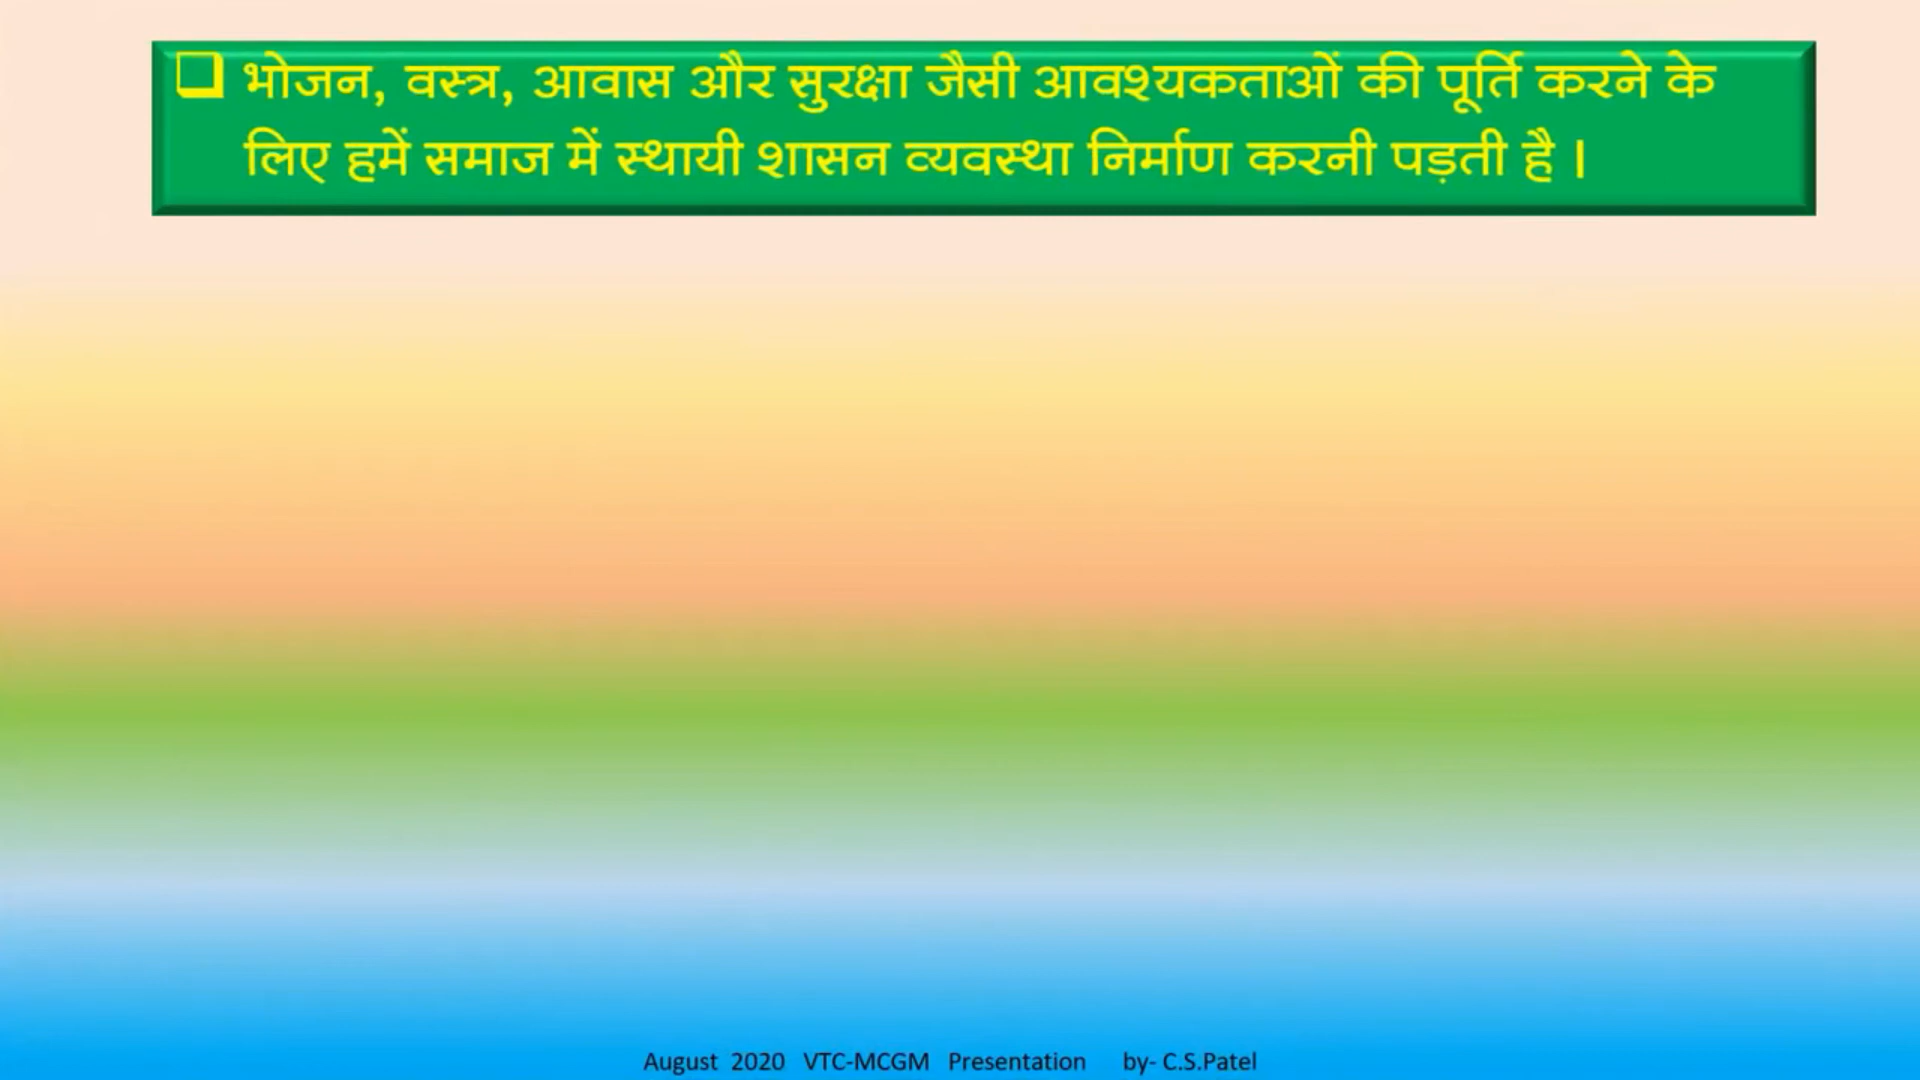 ❑ भोजन, वस्त्र, आवास और सुरक्षा जैसी आवश्यकताओं की पूर्ति करने के
लिए हमें समाज में स्थायी शासन व्यवस्था निर्माण करनी पड़ती है ।
August 2020 VTC-MCGM Presentation by- C.S.Patel